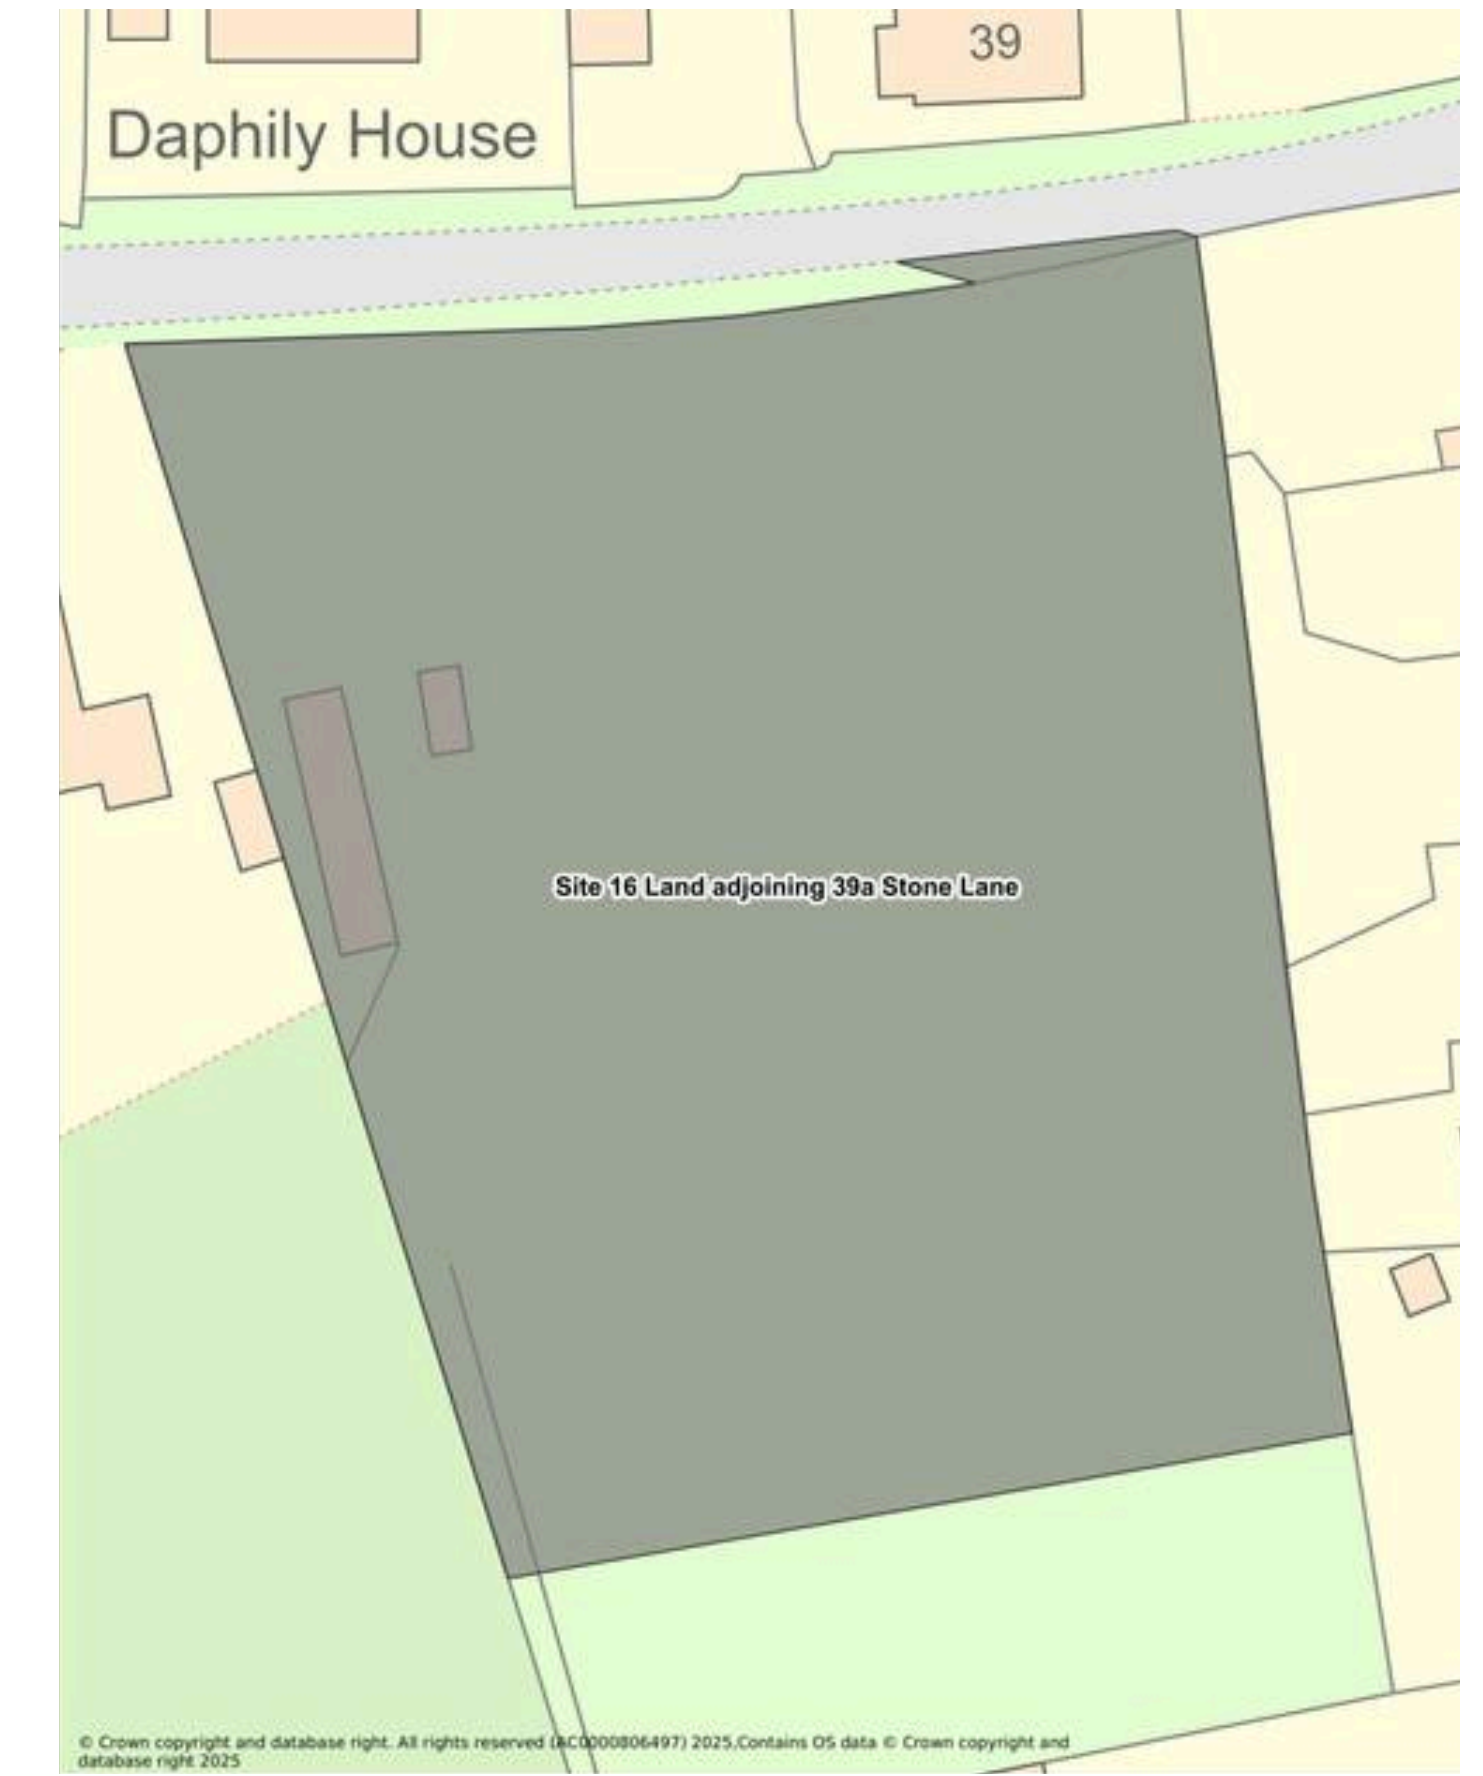 39
Daphily House
Site 16 Land adjoining 39a Stone Lane
© Crown copyright and database right. All rights reserved (AC0000806497) 2025.Contains OS data © Crown copyright and
database right 2025